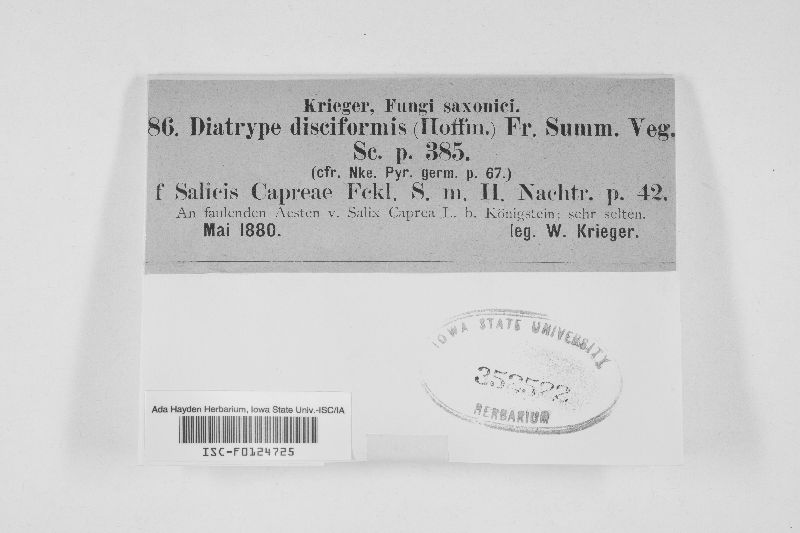 Krieger, Fungi saxonici.
86. Diatrype disciformis (Hoffm.) Fr. Summ. Veg.
Sc. p. 385.
(cfr. Nke. Pyr. germ. p. 67.)
f Salicis Capreae Fckl. S. m. II. Nachtr. p. 42.
An faulenden Aesten v. Salix Caprea L. b. Königstein; sehr selten.
Mai 1880. leg. W. Krieger.
IOWA STATE UNIVERSITY
352522
HERBARIUM
Ada Hayden Herbarium, Iowa State Univ.-ISC/IA
ISC-F0124725